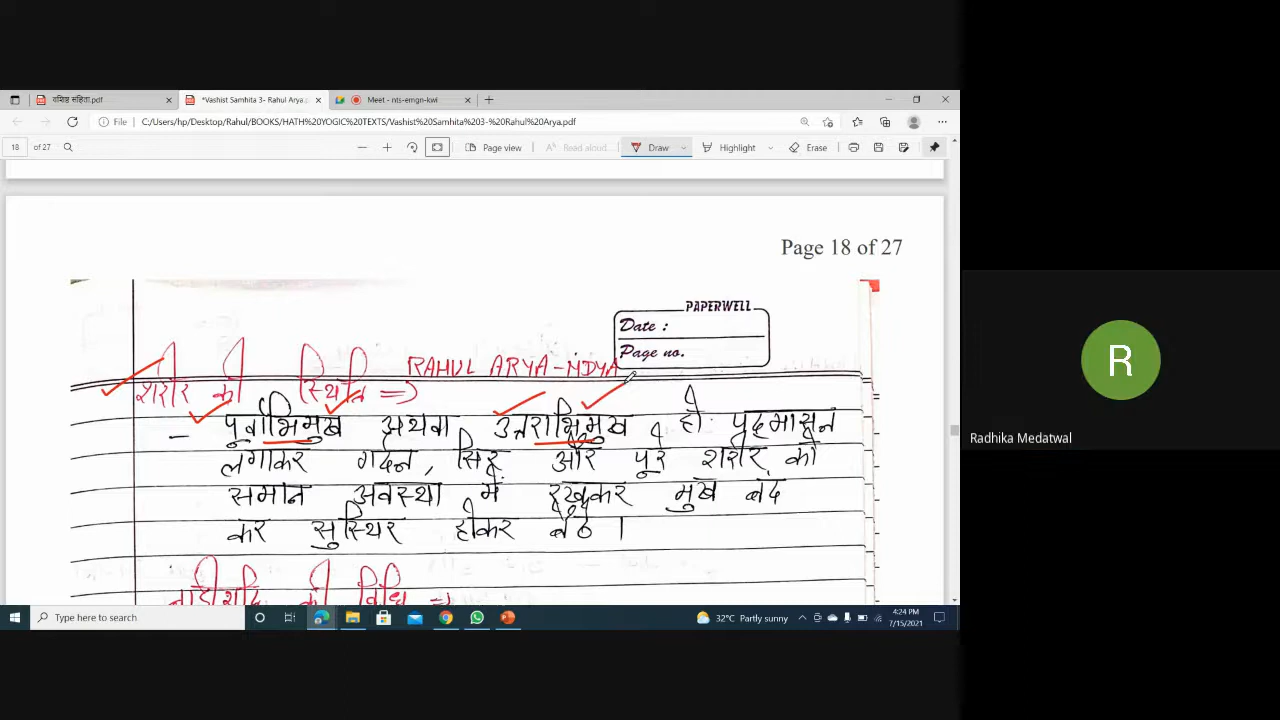 वशिष्ठ संहिता.pdf
*Vashist Samhita 3- Rahul Arya.
Meet - nts-emgn-kwi
File
C:/Users/hp/Desktop/Rahul/BOOKS/HATH%20YOGIC%20TEXTS/Vashist%20Samhita%203-%20Rahul%20Arya.pdf
18 of 27
Page view
Read aloud
Draw
Highlight
Erase
Page 18 of 27
PAPERWELL
Date :
Page no.
शरीर की स्थिति =>
RAHUL ARYA-MDYA
- पूर्वाभिमुख अथवा उत्तराभिमुख हो पद्मासन
लगाकर गर्दन, सिर और पूरे शरीर को
समान अवस्था में रखकर मुख बंद
कर सुस्थिर होकर बैठे ।
नाडीशुद्धि की विधि =>
R
Radhika Medatwal
Type here to search
32°C Partly sunny
4:24 PM
7/15/2021